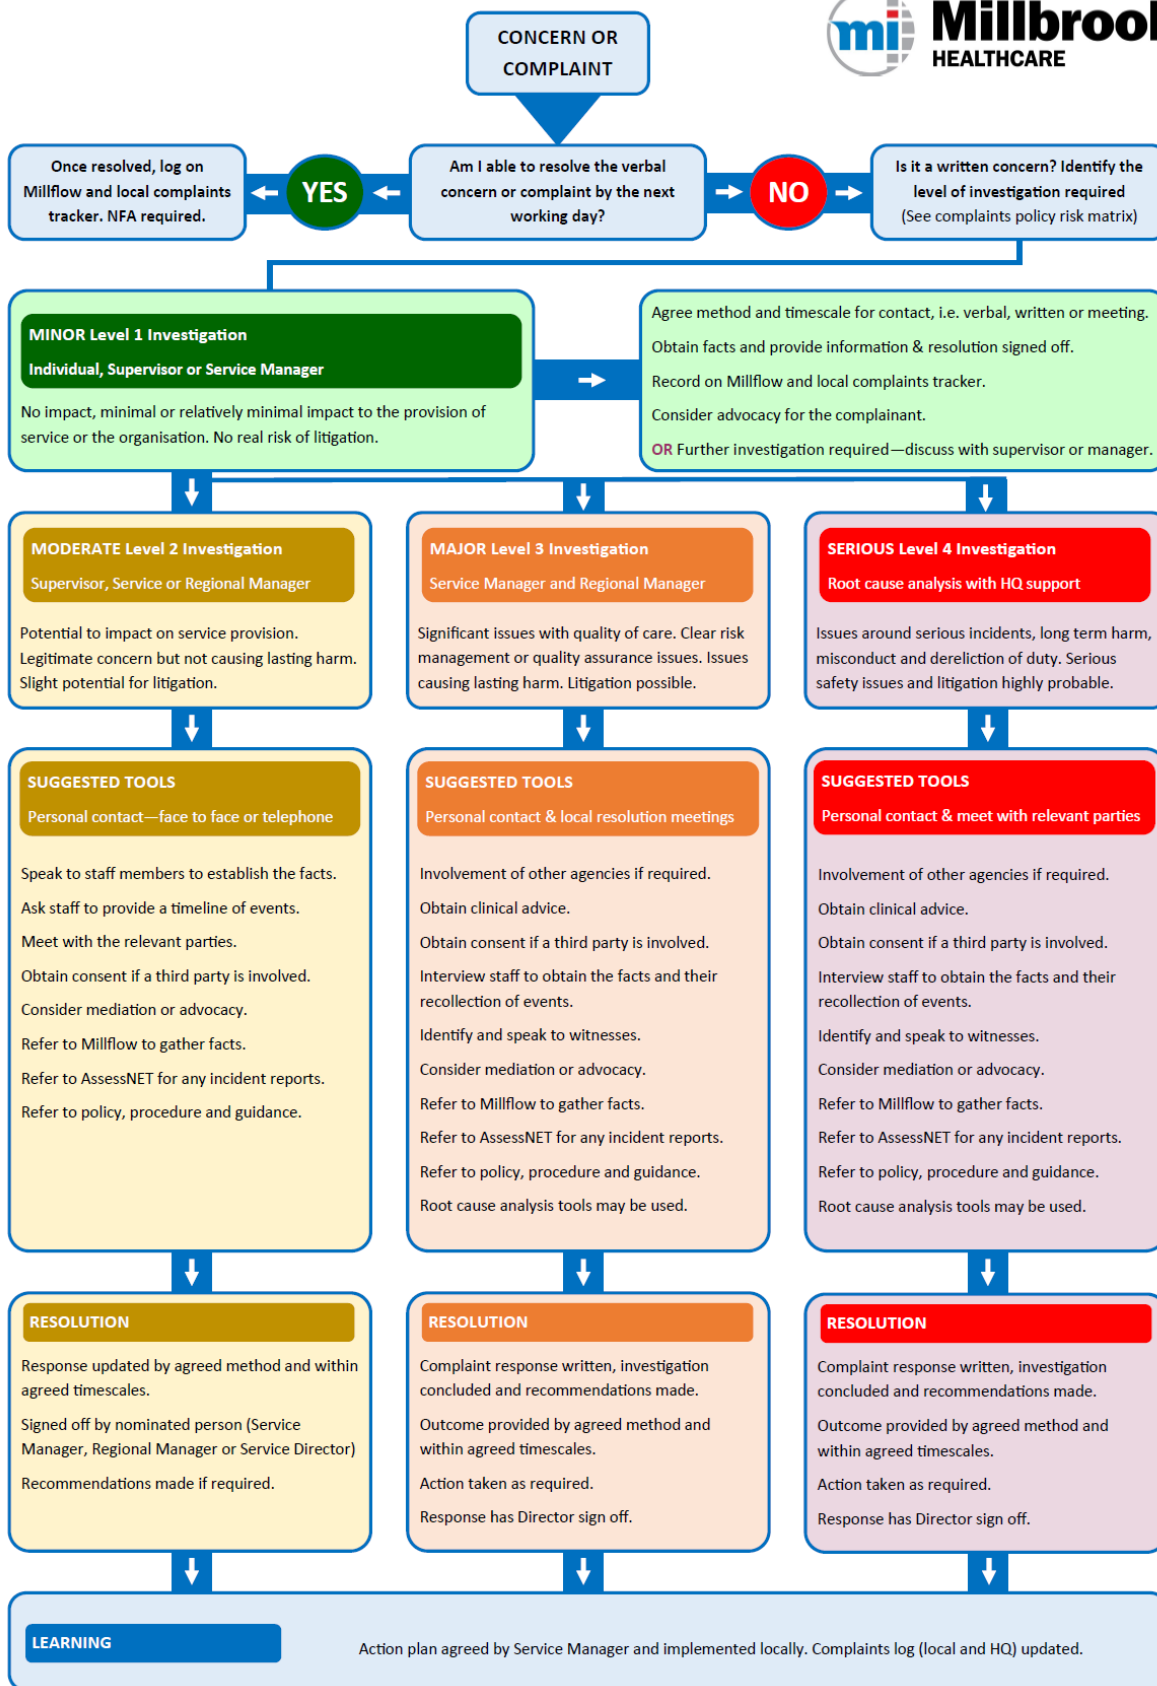 CONCERN OR
COMPLAINT
mi Millbrook
HEALTHCARE
Once resolved, log on
Millflow and local complaints
tracker. NFA required.
YES
Am I able to resolve the verbal
concern or complaint by the next
working day?
NO
Is it a written concern? Identify the
level of investigation required
(See complaints policy risk matrix)
MINOR Level 1 Investigation
Individual, Supervisor or Service Manager
No impact, minimal or relatively minimal impact to the provision of
service or the organisation. No real risk of litigation.
Agree method and timescale for contact, i.e. verbal, written or meeting.
Obtain facts and provide information & resolution signed off.
Record on Millflow and local complaints tracker.
Consider advocacy for the complainant.
OR Further investigation required—discuss with supervisor or manager.
MODERATE Level 2 Investigation
Supervisor, Service or Regional Manager
Potential to impact on service provision.
Legitimate concern but not causing lasting harm.
Slight potential for litigation.
MAJOR Level 3 Investigation
Service Manager and Regional Manager
Significant issues with quality of care. Clear risk
management or quality assurance issues. Issues
causing lasting harm. Litigation possible.
SERIOUS Level 4 Investigation
Root cause analysis with HQ support
Issues around serious incidents, long term harm,
misconduct and dereliction of duty. Serious
safety issues and litigation highly probable.
SUGGESTED TOOLS
Personal contact—face to face or telephone
Speak to staff members to establish the facts.
Ask staff to provide a timeline of events.
Meet with the relevant parties.
Obtain consent if a third party is involved.
Consider mediation or advocacy.
Refer to Millflow to gather facts.
Refer to AssessNET for any incident reports.
Refer to policy, procedure and guidance.
SUGGESTED TOOLS
Personal contact & local resolution meetings
Involvement of other agencies if required.
Obtain clinical advice.
Obtain consent if a third party is involved.
Interview staff to obtain the facts and their
recollection of events.
Identify and speak to witnesses.
Consider mediation or advocacy.
Refer to Millflow to gather facts.
Refer to AssessNET for any incident reports.
Refer to policy, procedure and guidance.
Root cause analysis tools may be used.
SUGGESTED TOOLS
Personal contact & meet with relevant parties
Involvement of other agencies if required.
Obtain clinical advice.
Obtain consent if a third party is involved.
Interview staff to obtain the facts and their
recollection of events.
Identify and speak to witnesses.
Consider mediation or advocacy.
Refer to Millflow to gather facts.
Refer to AssessNET for any incident reports.
Refer to policy, procedure and guidance.
Root cause analysis tools may be used.
RESOLUTION
Response updated by agreed method and within
agreed timescales.
Signed off by nominated person (Service
Manager, Regional Manager or Service Director)
Recommendations made if required.
RESOLUTION
Complaint response written, investigation
concluded and recommendations made.
Outcome provided by agreed method and
within agreed timescales.
Action taken as required.
Response has Director sign off.
RESOLUTION
Complaint response written, investigation
concluded and recommendations made.
Outcome provided by agreed method and
within agreed timescales.
Action taken as required.
Response has Director sign off.
LEARNING
Action plan agreed by Service Manager and implemented locally. Complaints log (local and HQ) updated.